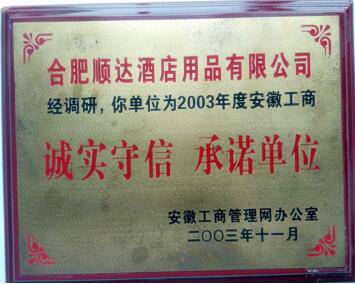 合肥顺达酒店用品有限公司
经调研，你单位为2003年度安徽工商
诚实守信 承诺单位
安徽工商管理网办公室
二〇〇三年十一月